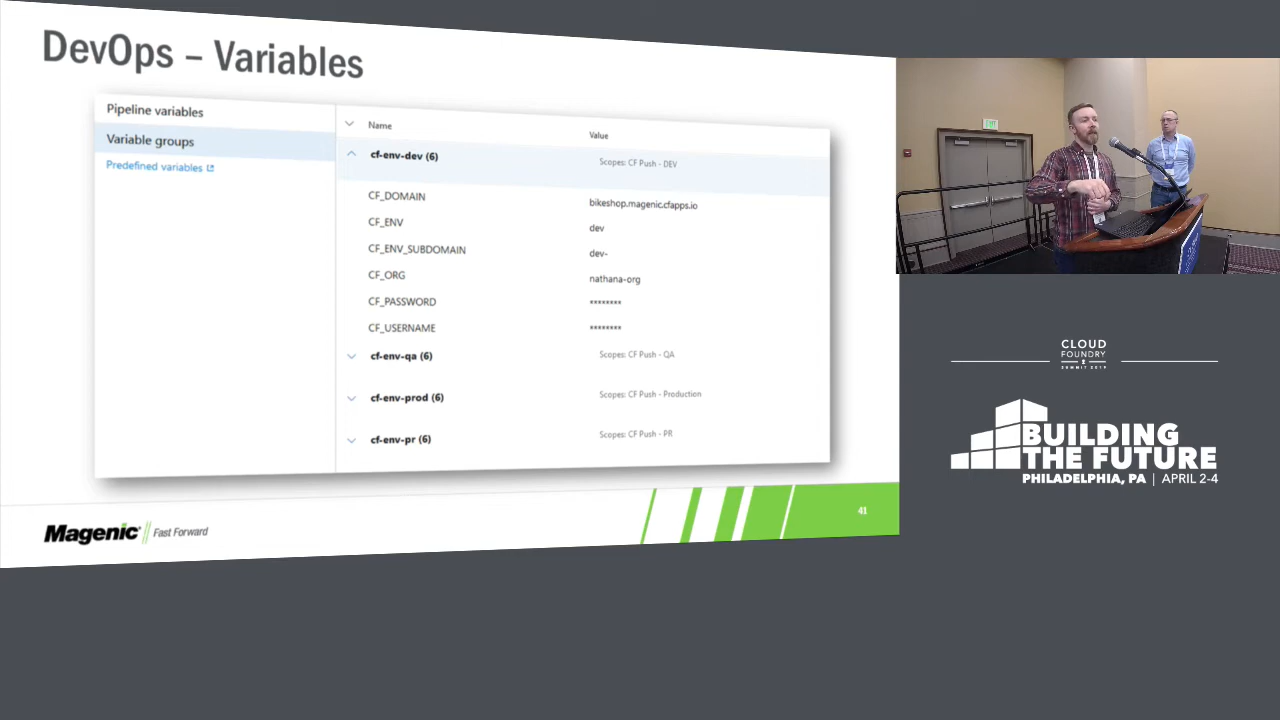 DevOps – Variables
Pipeline variables
Variable groups
Predefined variables
Name Value
cf-env-dev (6) Scopes: CF Push - DEV
CF_DOMAIN bikeshop.magenic.cfapps.io
CF_ENV dev
CF_ENV_SUBDOMAIN dev-
CF_ORG nathana-org
CF_PASSWORD ********
CF_USERNAME ********
cf-env-qa (6) Scopes: CF Push - QA
cf-env-prod (6) Scopes: CF Push - Production
cf-env-pr (6) Scopes: CF Push - PR
Magenic Fast Forward
41
EXIT
CLOUD
FOUNDRY
SUMMIT 2019
BUILDING
THE FUTURE
PHILADELPHIA, PA | APRIL 2-4